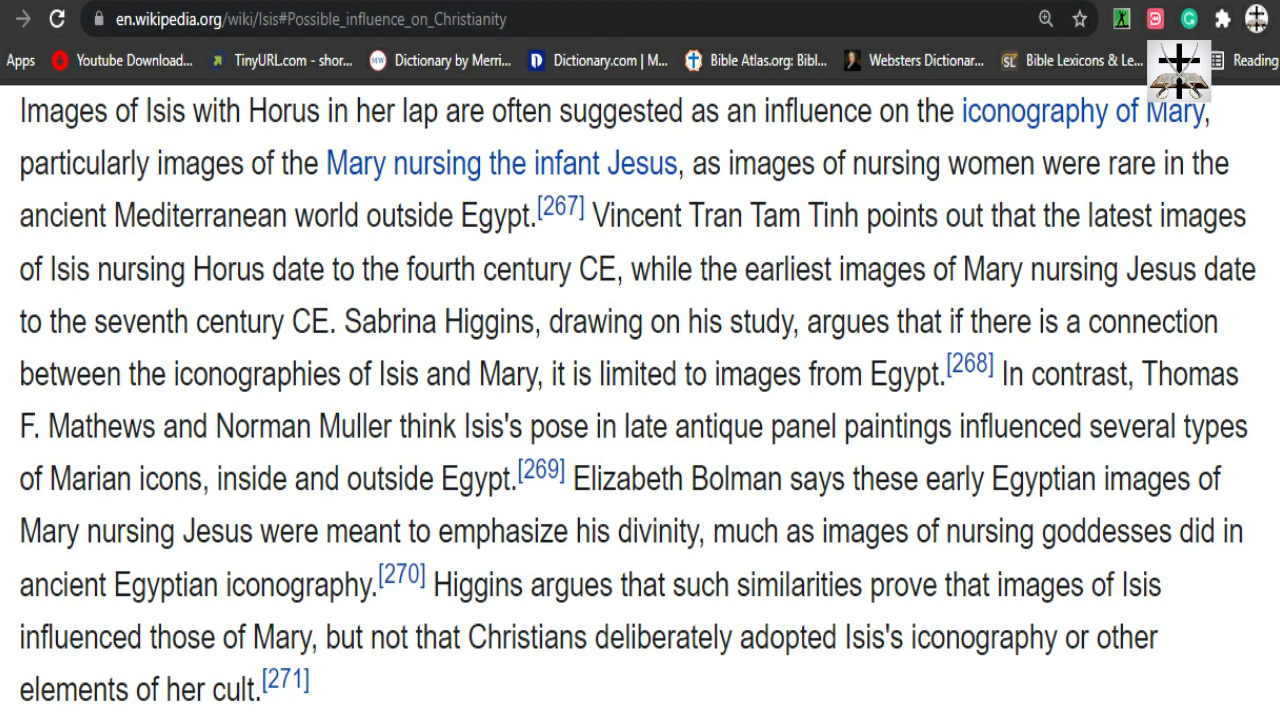 en.wikipedia.org/wiki/Isis#Possible_influence_on_Christianity
Apps Youtube Download... TinyURL.com - shor... MW Dictionary by Merri... D Dictionary.com | M... Bible Atlas.org: Bibl... Websters Dictionar... SL Bible Lexicons & Le... Reading
Images of Isis with Horus in her lap are often suggested as an influence on the iconography of Mary,
particularly images of the Mary nursing the infant Jesus, as images of nursing women were rare in the
ancient Mediterranean world outside Egypt.[267] Vincent Tran Tam Tinh points out that the latest images
of Isis nursing Horus date to the fourth century CE, while the earliest images of Mary nursing Jesus date
to the seventh century CE. Sabrina Higgins, drawing on his study, argues that if there is a connection
between the iconographies of Isis and Mary, it is limited to images from Egypt.[268] In contrast, Thomas
F. Mathews and Norman Muller think Isis's pose in late antique panel paintings influenced several types
of Marian icons, inside and outside Egypt.[269] Elizabeth Bolman says these early Egyptian images of
Mary nursing Jesus were meant to emphasize his divinity, much as images of nursing goddesses did in
ancient Egyptian iconography.[270] Higgins argues that such similarities prove that images of Isis
influenced those of Mary, but not that Christians deliberately adopted Isis's iconography or other
elements of her cult.[271]